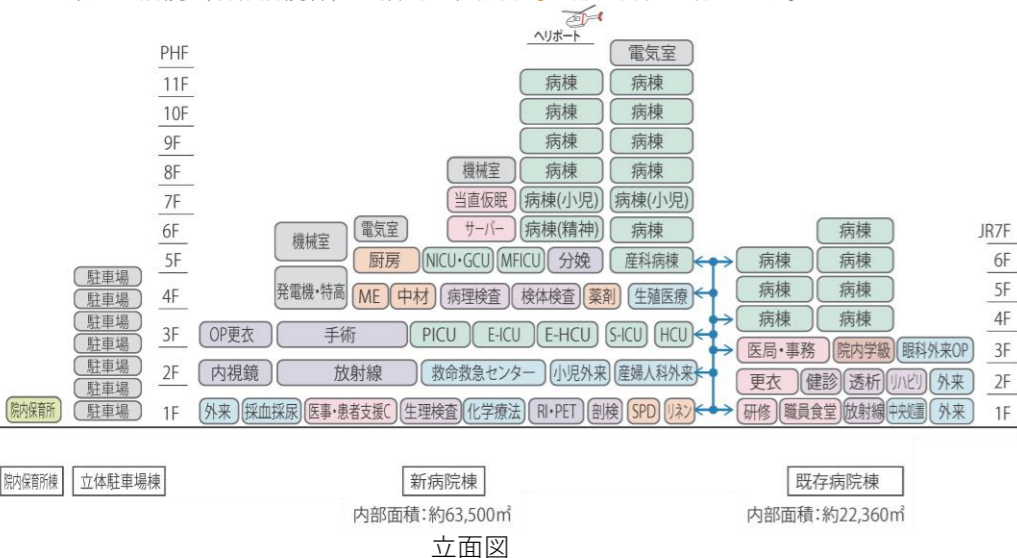 ヘリポート
PHF 電気室
11F 病棟 病棟
10F 病棟 病棟
9F 病棟 病棟
8F 機械室 病棟 病棟
7F 当直仮眠 病棟(小児) 病棟(小児)
6F 機械室 電気室 サーバー 病棟(精神) 病棟 病棟 JR7F
5F 厨房 NICU・GCU MFICU 分娩 産科病棟 病棟 病棟 6F
駐車場
駐車場 4F 発電機・特高 ME 中材 病理検査 検体検査 薬剤 生殖医療 病棟 病棟 5F
駐車場 病棟 病棟 4F
駐車場 3F OP更衣 手術 PICU E-ICU E-HCU S-ICU HCU 医局・事務 院内学級 眼科外来OP 3F
駐車場
駐車場 2F 内視鏡 放射線 救命救急センター 小児外来 産婦人科外来 更衣 健診 透析 リハビリ 外来 2F
院内保育所 駐車場 1F 外来 採血採尿 医事・患者支援C 生理検査 化学療法 RI・PET 剖検 SPD リネン 研修 職員食堂 放射線 中央処置 外来 1F
院内保育所棟 立体駐車場棟 新病院棟 既存病院棟
内部面積:約63,500㎡ 内部面積:約22,360㎡
立面図